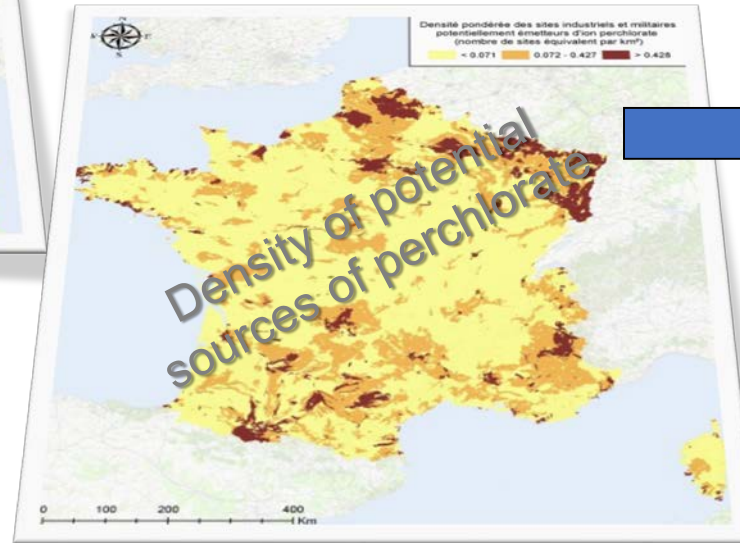 Densité pondérée des sites industriels et militaires
potentiellement émetteurs d'ion perchlorate
(nombre de sites équivalent par km²)
< 0.071 0.072 - 0.427 > 0.428
N
E
S
Density of potential
sources of perchlorate
0 100 200 400
Km